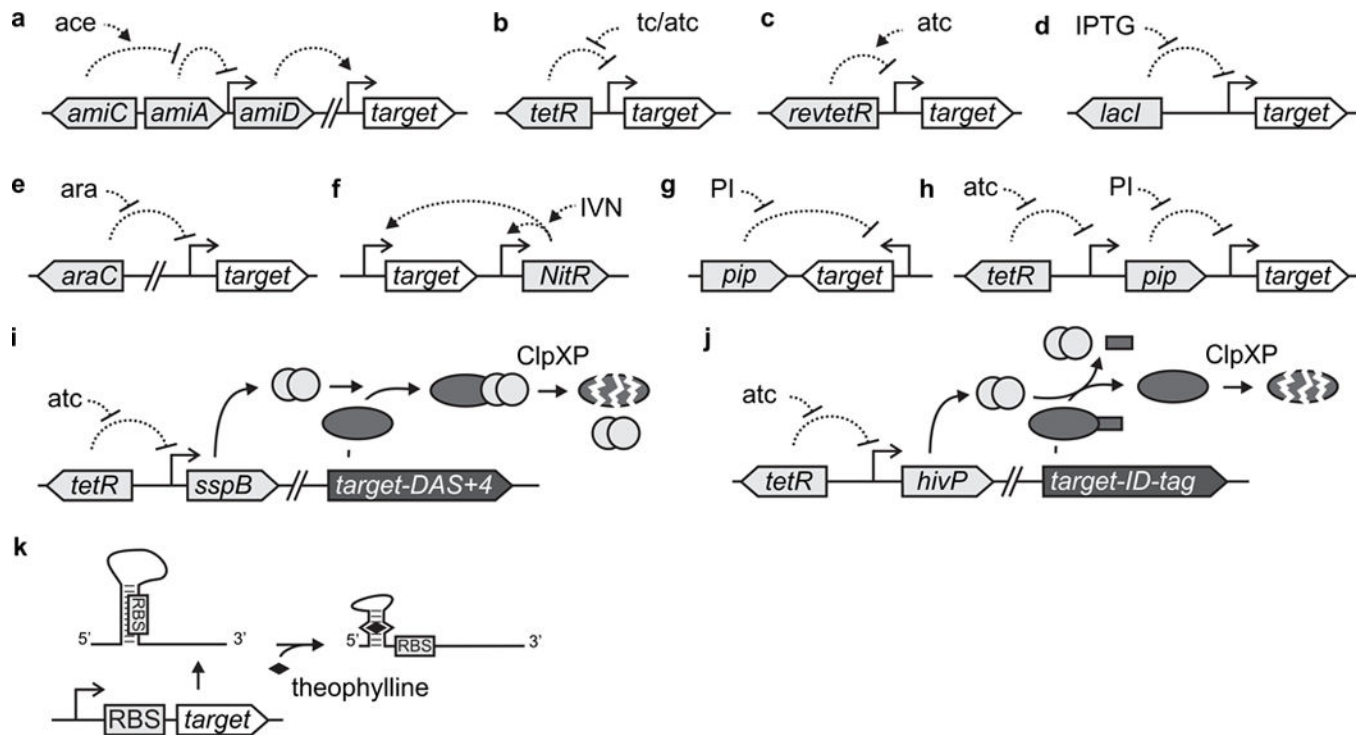 a ace
amiC amiA amiD target
b tc/atc
tetR target
c atc
revtetR target
d IPTG
lacI target
e ara
araC target
f IVN
target NitR
g PI
pip target
h atc PI
tetR pip target
i ClpXP
atc
tetR sspB target-DAS+4
j ClpXP
atc
tetR hivP target-ID-tag
k
RBS
5' 3'
5' RBS 3'
theophylline
RBS target